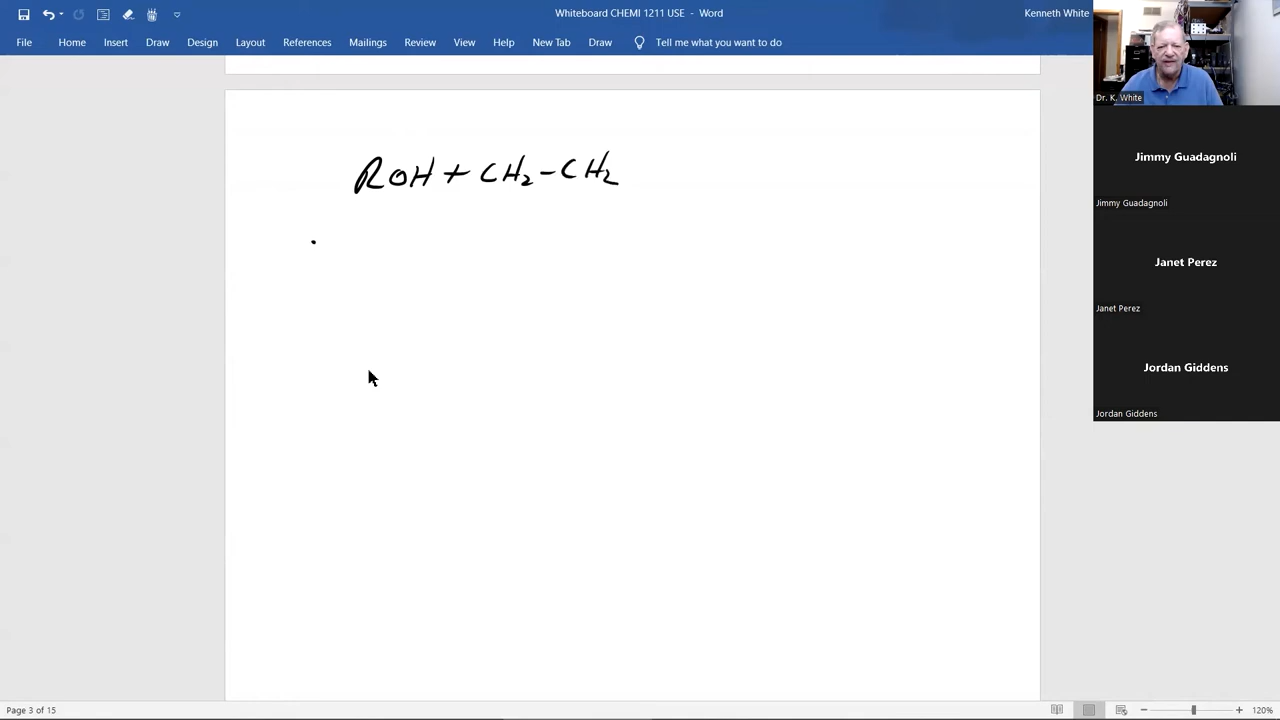 Whiteboard CHEMI 1211 USE - Word
Kenneth White
File Home Insert Draw Design Layout References Mailings Review View Help New Tab Draw Tell me what you want to do
Dr. K. White
ROH + CH₂ - CH₂
Jimmy Guadagnoli
Jimmy Guadagnoli
Janet Perez
Janet Perez
Jordan Giddens
Jordan Giddens
Page 3 of 15
120%